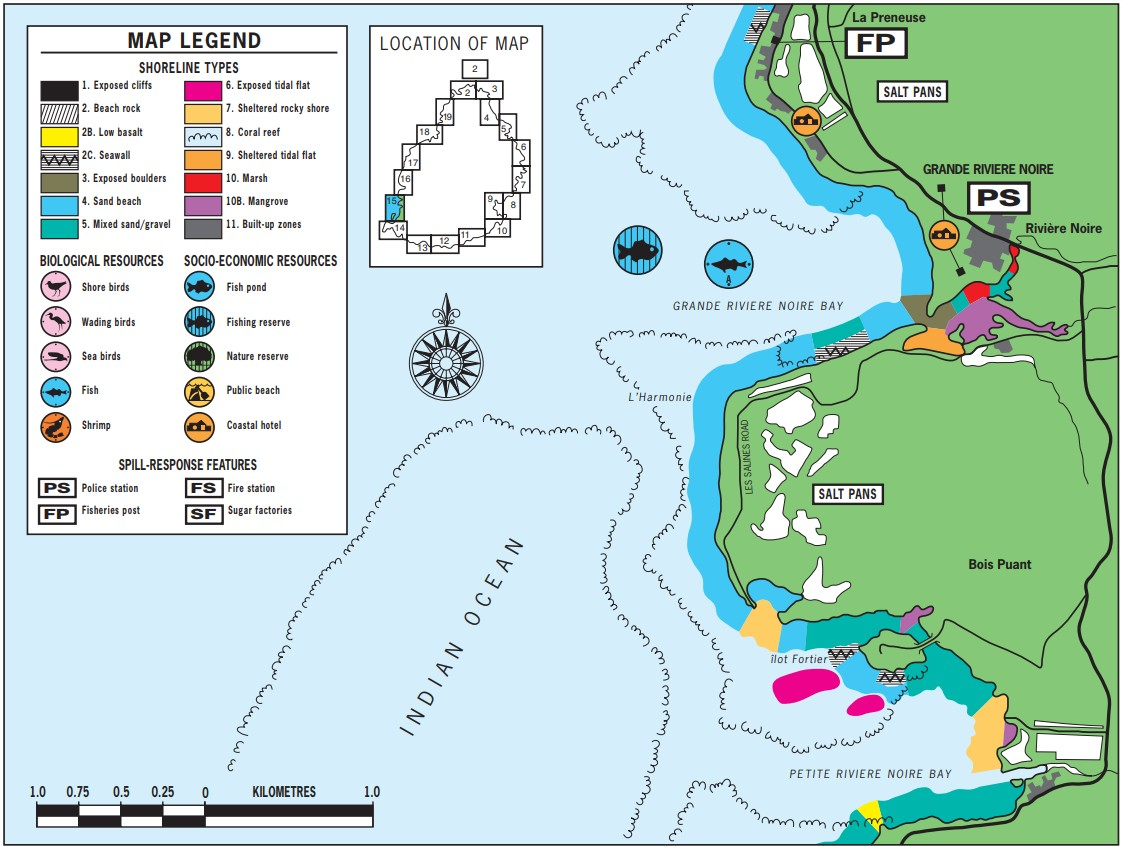 MAP LEGEND
SHORELINE TYPES
1. Exposed cliffs
2. Beach rock
2B. Low basalt
2C. Seawall
3. Exposed boulders
4. Sand beach
5. Mixed sand/gravel
6. Exposed tidal flat
7. Sheltered rocky shore
8. Coral reef
9. Sheltered tidal flat
10. Marsh
10B. Mangrove
11. Built-up zones
BIOLOGICAL RESOURCES
Shore birds
Wading birds
Sea birds
Fish
Shrimp
SOCIO-ECONOMIC RESOURCES
Fish pond
Fishing reserve
Nature reserve
Public beach
Coastal hotel
SPILL-RESPONSE FEATURES
PS Police station
FP Fisheries post
FS Fire station
SF Sugar factories
LOCATION OF MAP
2
2
3
19
4
18
5
17
6
16
7
15
9
8
14
10
13
12
11
La Preneuse
FP
SALT PANS
GRANDE RIVIERE NOIRE
PS
Rivière Noire
A
GRANDE RIVIERE NOIRE BAY
L'Harmonie
LES SALINES ROAD
SALT PANS
Bois Puant
INDIAN OCEAN
îlot Fortier
PETITE RIVIERE NOIRE BAY
1.0 0.75 0.5 0.25 0 KILOMETRES 1.0